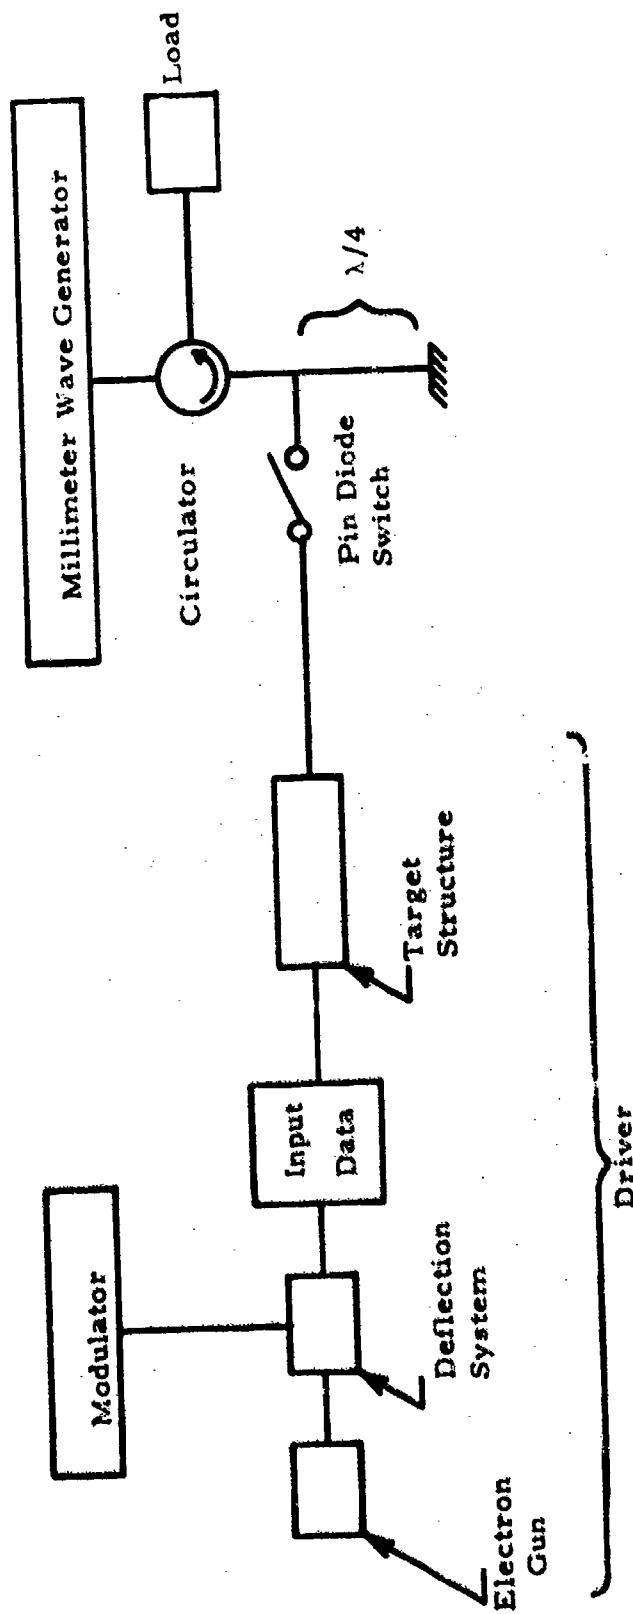 Modulator
Millimeter Wave Generator
Load
Circulator
λ/4
Pin Diode
Switch
Input
Data
Target
Structure
Deflection
System
Electron
Gun
Driver